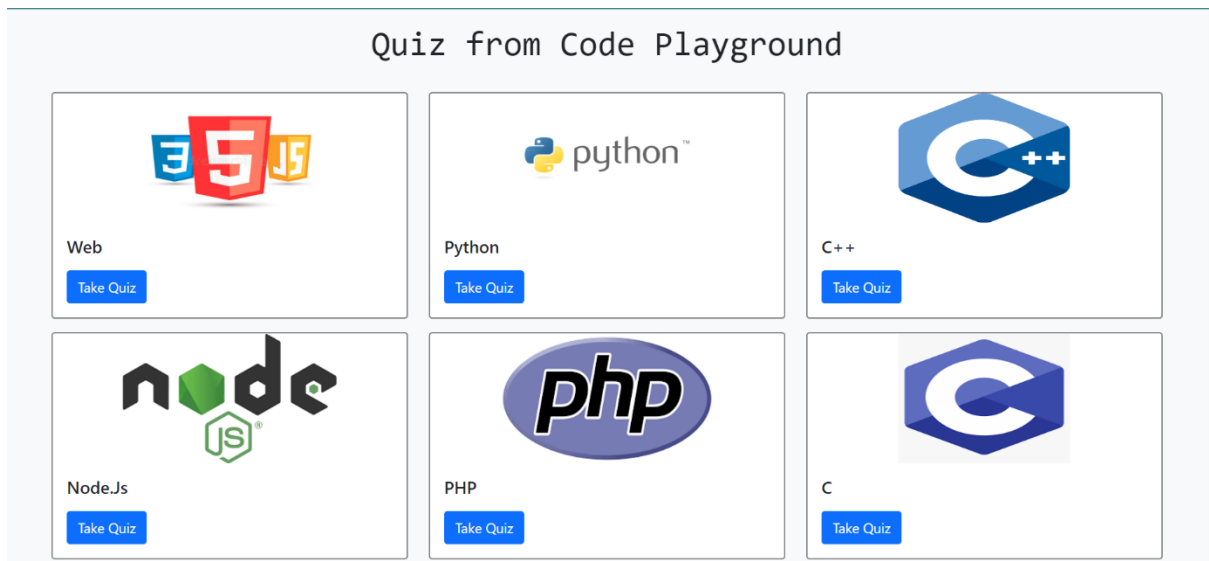 Quiz from Code Playground
3 5 JS
python™
C++
Web
Python
C++
Take Quiz
Take Quiz
Take Quiz
node
JS®
php
C
Node.Js
PHP
C
Take Quiz
Take Quiz
Take Quiz